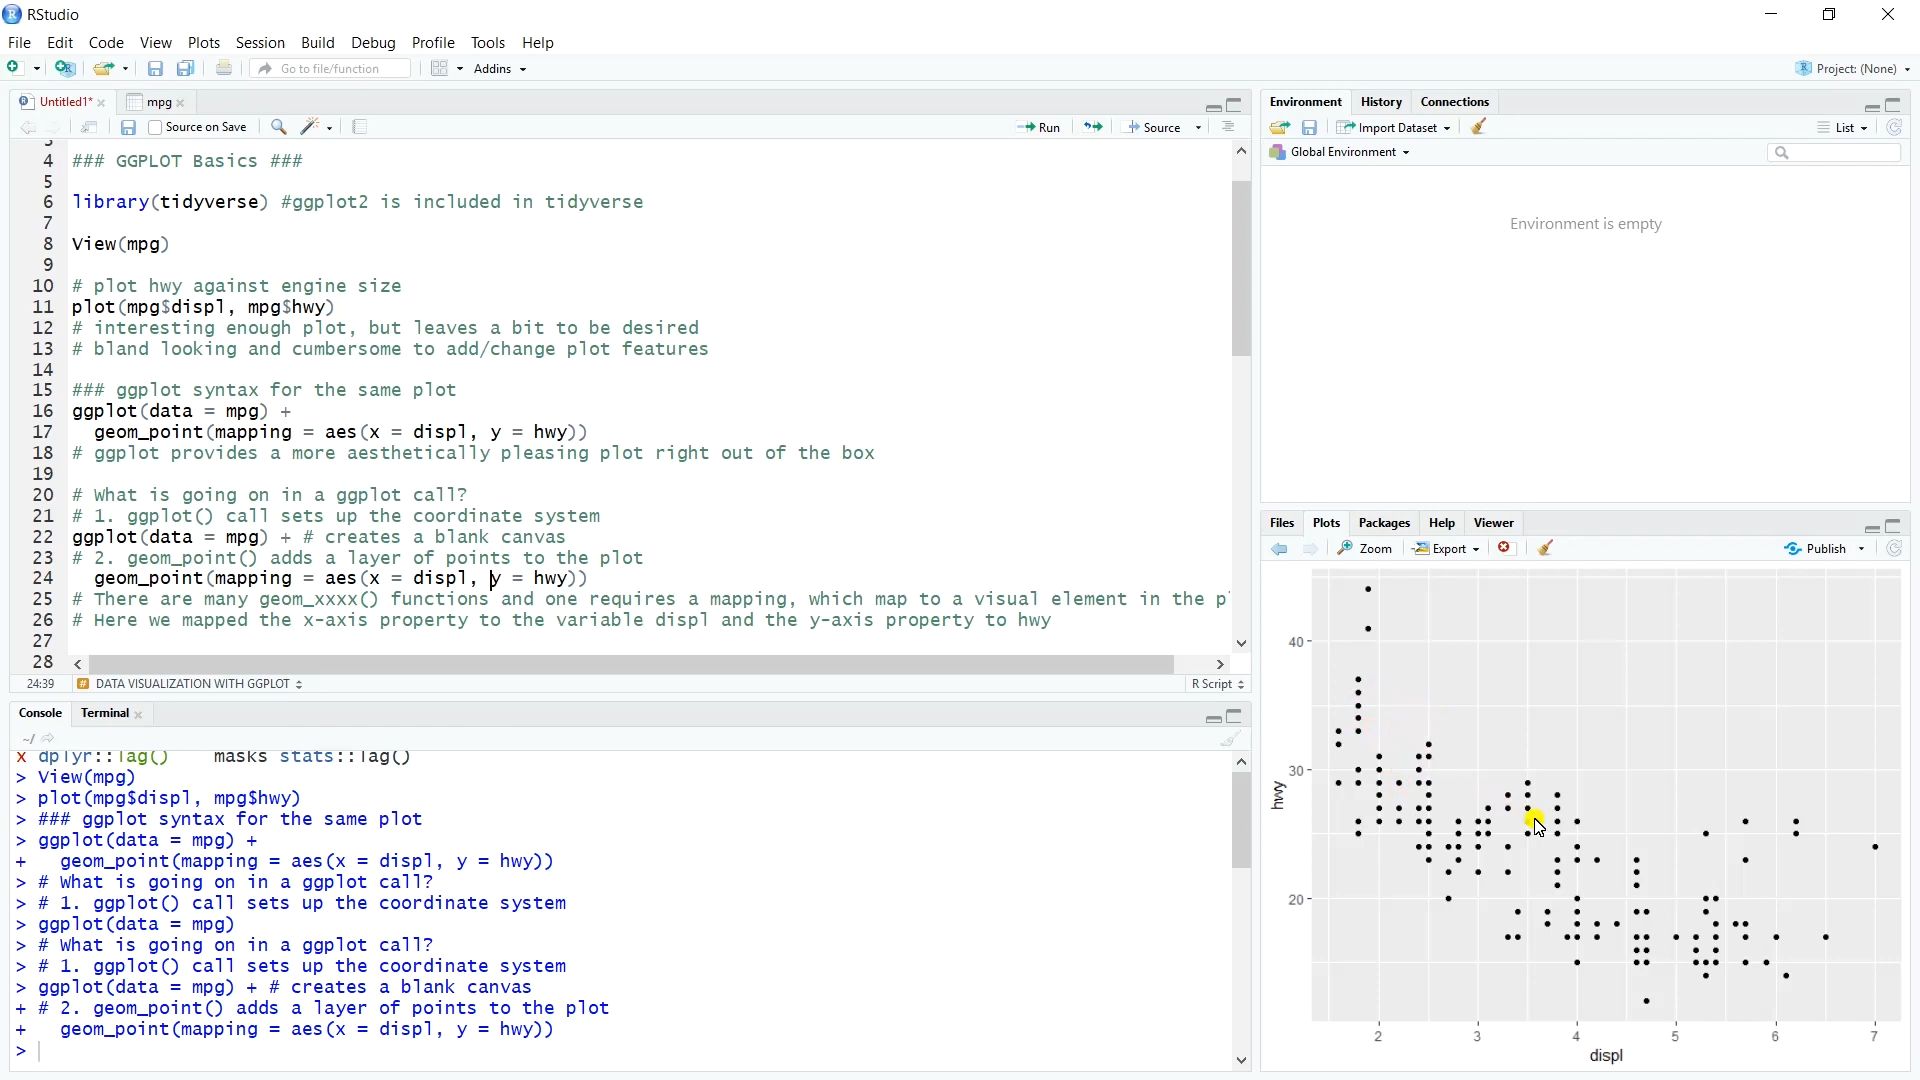 RStudio
File Edit Code View Plots Session Build Debug Profile Tools Help
Go to file/function Addins Project: (None)
Untitled1* mpg
Source on Save Run Source
4 ### GGPLOT Basics ###
5
6 library(tidyverse) #ggplot2 is included in tidyverse
7
8 View(mpg)
9
10 # plot hwy against engine size
11 plot(mpg$displ, mpg$hwy)
12 # interesting enough plot, but leaves a bit to be desired
13 # bland looking and cumbersome to add/change plot features
14
15 ### ggplot syntax for the same plot
16 ggplot(data = mpg) +
17 geom_point(mapping = aes(x = displ, y = hwy))
18 # ggplot provides a more aesthetically pleasing plot right out of the box
19
20 # What is going on in a ggplot call?
21 # 1. ggplot() call sets up the coordinate system
22 ggplot(data = mpg) + # creates a blank canvas
23 # 2. geom_point() adds a layer of points to the plot
24 geom_point(mapping = aes(x = displ, y = hwy))
25 # There are many geom_xxxx() functions and one requires a mapping, which map to a visual element in the p
26 # Here we mapped the x-axis property to the variable displ and the y-axis property to hwy
27
28
24:39 # DATA VISUALIZATION WITH GGPLOT R Script
Console Terminal
~/
x dplyr::lag() masks stats::lag()
> View(mpg)
> plot(mpg$displ, mpg$hwy)
> ### ggplot syntax for the same plot
> ggplot(data = mpg) +
+ geom_point(mapping = aes(x = displ, y = hwy))
> # What is going on in a ggplot call?
> # 1. ggplot() call sets up the coordinate system
> ggplot(data = mpg)
> # What is going on in a ggplot call?
> # 1. ggplot() call sets up the coordinate system
> ggplot(data = mpg) + # creates a blank canvas
+ # 2. geom_point() adds a layer of points to the plot
+ geom_point(mapping = aes(x = displ, y = hwy))
>
Environment History Connections
Import Dataset List
Global Environment
Environment is empty
Files Plots Packages Help Viewer
Zoom Export Publish
40
30
20
hwy
2 3 4 5 6 7
displ